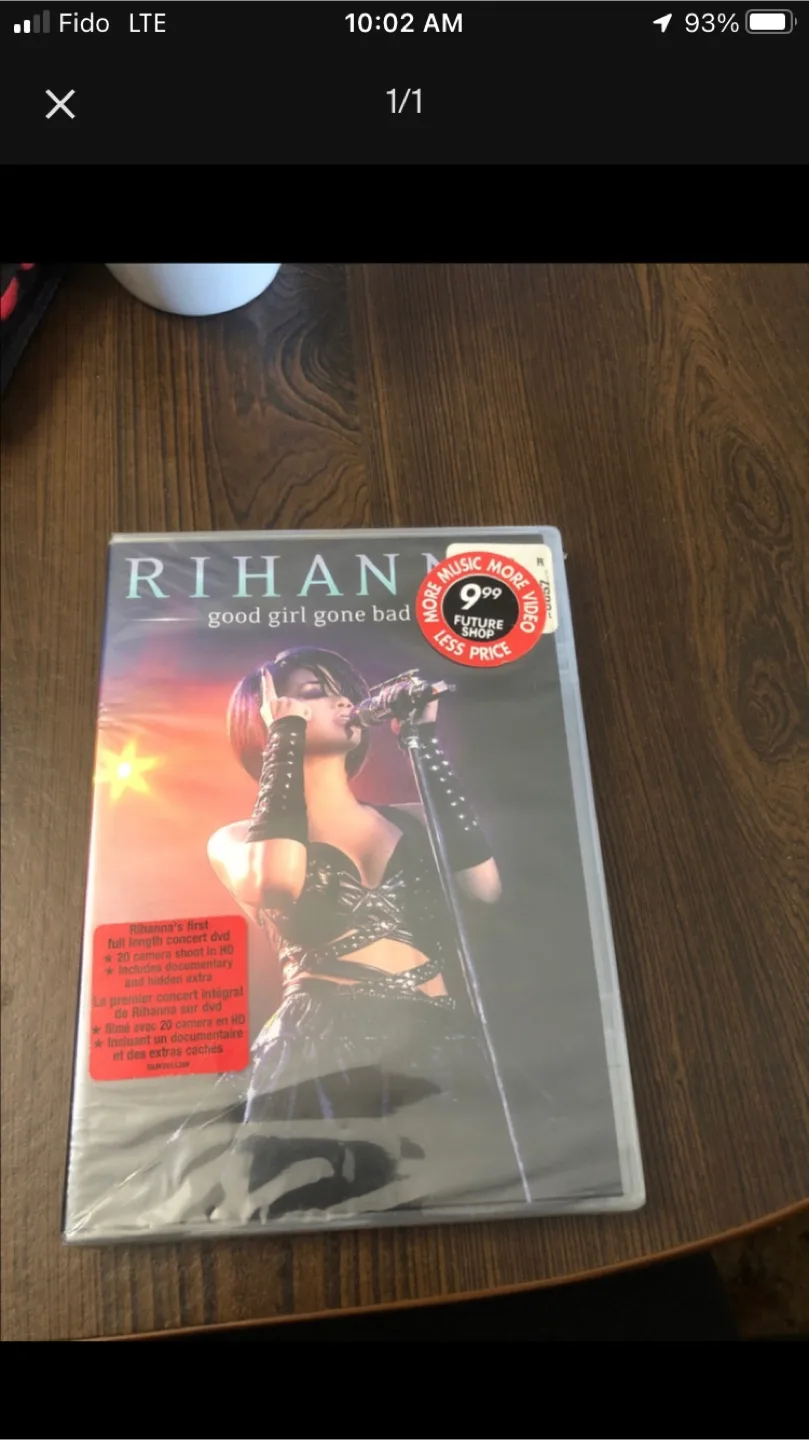 Fido LTE 10:02 AM 93%
1/1
RIHANN
good girl gone bad
MORE MUSIC MORE VIDEO
9.99
FUTURE
SHOP
LESS PRICE
Rihanna's first
full length concert dvd
★ 20 camera shoot in HD
★ Includes documentary
and hidden extra
Le premier concert intégral
de Rihanna sur dvd
★ filmé avec 20 camera en HD
★ Incluant un documentaire
et des extras cachés